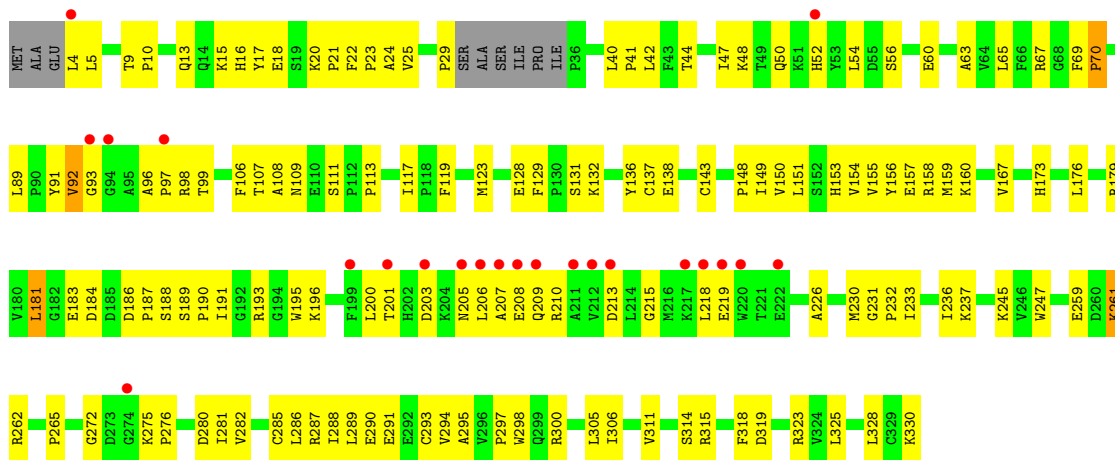 MET ALA GLU L4 L5 T9 P10 Q13 Q14 K15 H16 Y17 E18 S19 K20 P21 F22 P23 A24 V25 P29 SER ALA SER ILE PRO ILE P36 L40 P41 L42 F43 T44 I47 K48 T49 Q50 K51 H52 Y53 L54 D55 S56 E60 A63 V64 L65 F66 R67 G68 F69 P70
L89 P90 Y91 V92 G93 G94 A95 A96 P97 R98 T99 F106 T107 A108 N109 E110 S111 P112 P113 I117 P118 F119 M123 E128 F129 P130 S131 K132 Y136 C137 E138 C143 P148 I149 V150 L151 S152 H153 V154 V155 Y156 E157 R158 M159 K160 V167 H173 L176 R179
V180 L181 G182 E183 D184 D185 D186 P187 S188 S189 P190 I191 G192 R193 G194 W195 K196 F199 L200 T201 H202 D203 K204 N205 L206 A207 E208 Q209 R210 A211 V212 D213 L214 G215 M216 K217 L218 E219 W220 T221 E222 A226 M230 G231 P232 I233 I236 K237 K245 V246 W247 E259 D260 K261
R262 P265 G272 D273 G274 K275 P276 D280 I281 V282 C285 L286 R287 I288 L289 E290 E291 E292 C293 V294 A295 V296 P297 W298 Q299 R300 L305 I306 V311 S314 R315 F318 D319 R323 V324 L325 L328 C329 K330